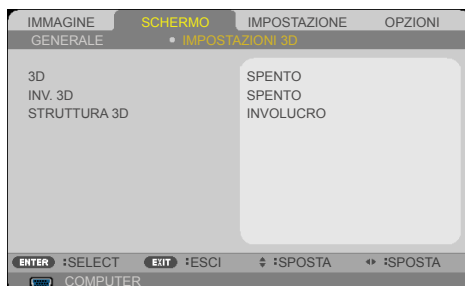 IMMAGINE SCHERMO IMPOSTAZIONE OPZIONI
GENERALE • IMPOSTAZIONI 3D
3D SPENTO
INV. 3D SPENTO
STRUTTURA 3D INVOLUCRO
ENTER :SELECT EXIT :ESCI :SPOSTA :SPOSTA
COMPUTER